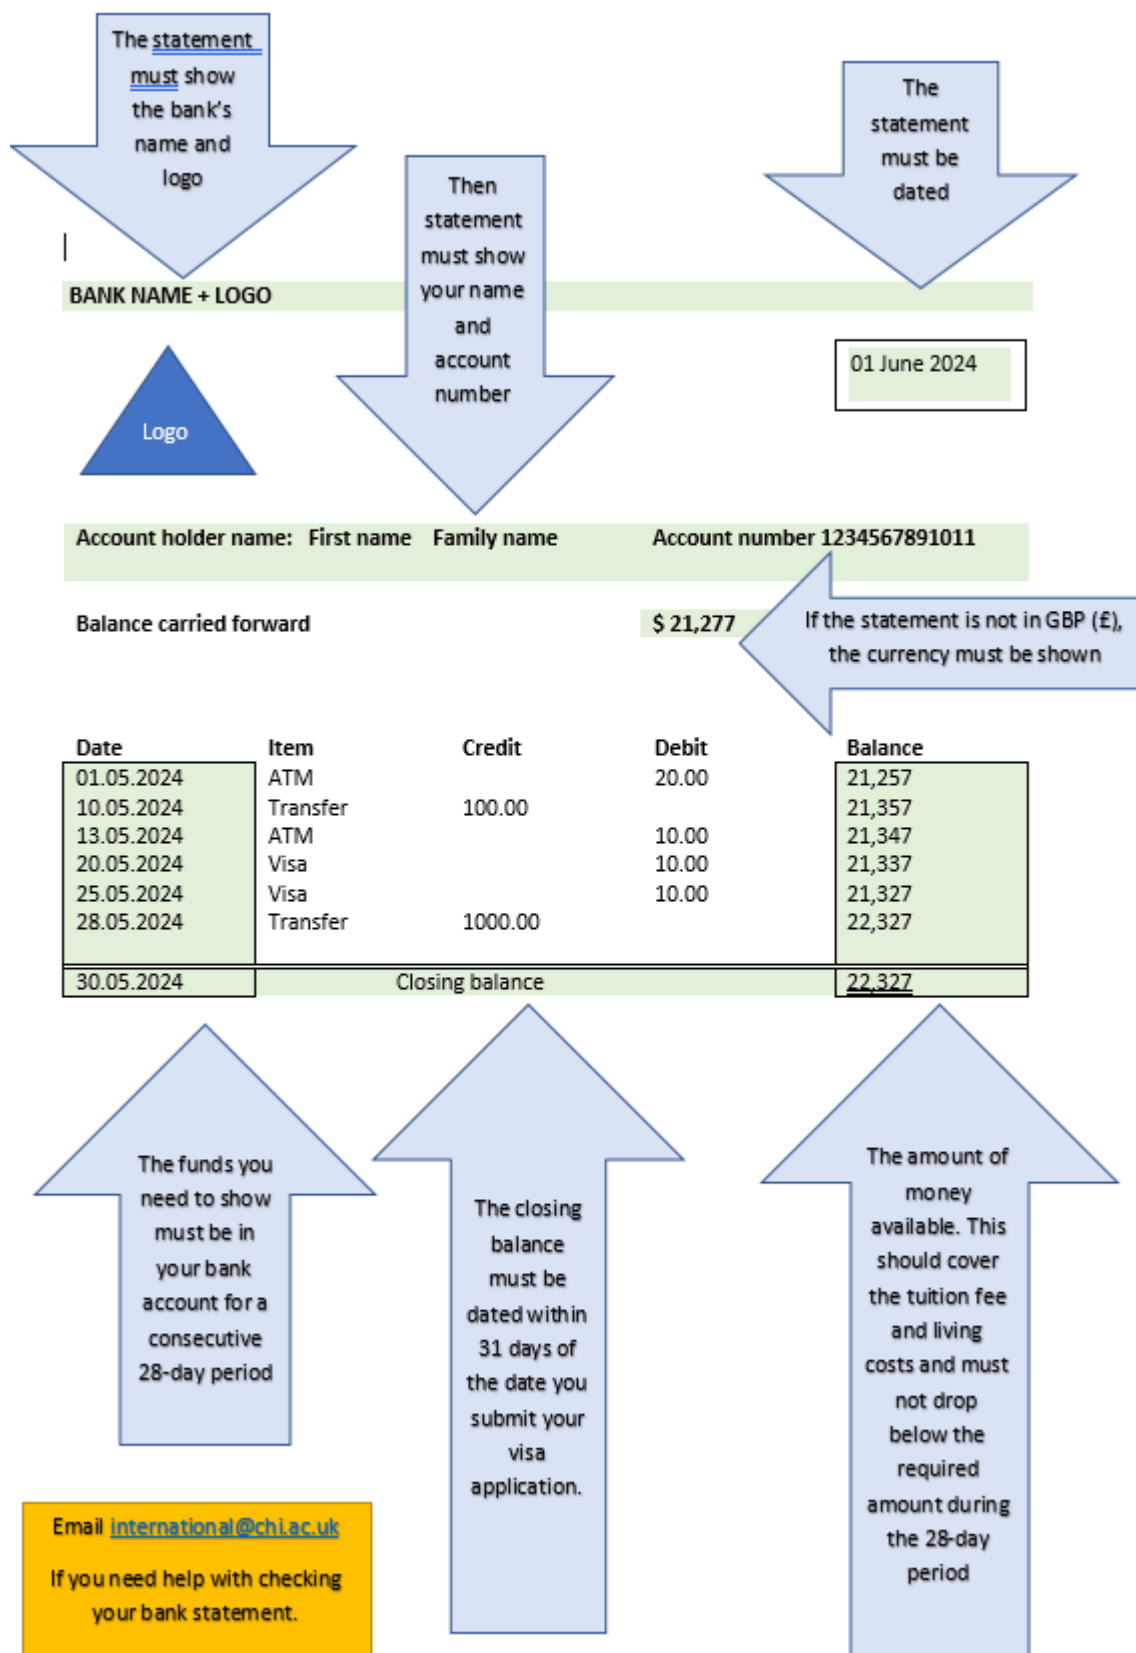 The statement
must show
the bank's
name and
logo
The
statement
must be
dated
Then
statement
must show
your name
and
account
number
BANK NAME + LOGO
01 June 2024
Logo
Account holder name: First name Family name Account number 1234567891011
Balance carried forward $ 21,277
If the statement is not in GBP (£),
the currency must be shown
Date Item Credit Debit Balance
01.05.2024 ATM 20.00 21,257
10.05.2024 Transfer 100.00 21,357
13.05.2024 ATM 10.00 21,347
20.05.2024 Visa 10.00 21,337
25.05.2024 Visa 10.00 21,327
28.05.2024 Transfer 1000.00 22,327
30.05.2024 Closing balance 22,327
The funds you
need to show
must be in
your bank
account for a
consecutive
28-day period
The closing
balance
must be
dated within
31 days of
the date you
submit your
visa
application.
The amount of
money
available. This
should cover
the tuition fee
and living
costs and must
not drop
below the
required
amount during
the 28-day
period
Email international@chi.ac.uk
If you need help with checking
your bank statement.